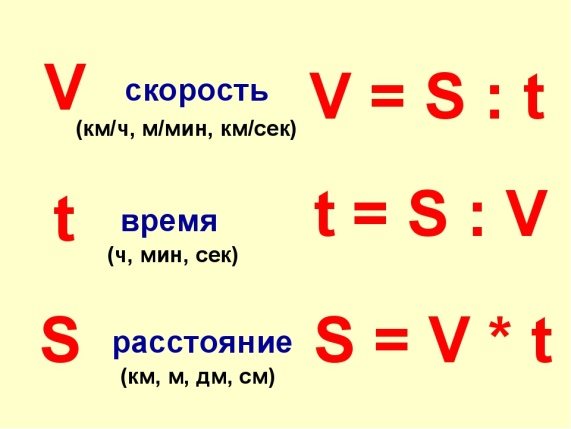 V скорость V = S : t
(км/ч, м/мин, км/сек)
t время t = S : V
(ч, мин, сек)
S расстояние S = V * t
(км, м, дм, см)